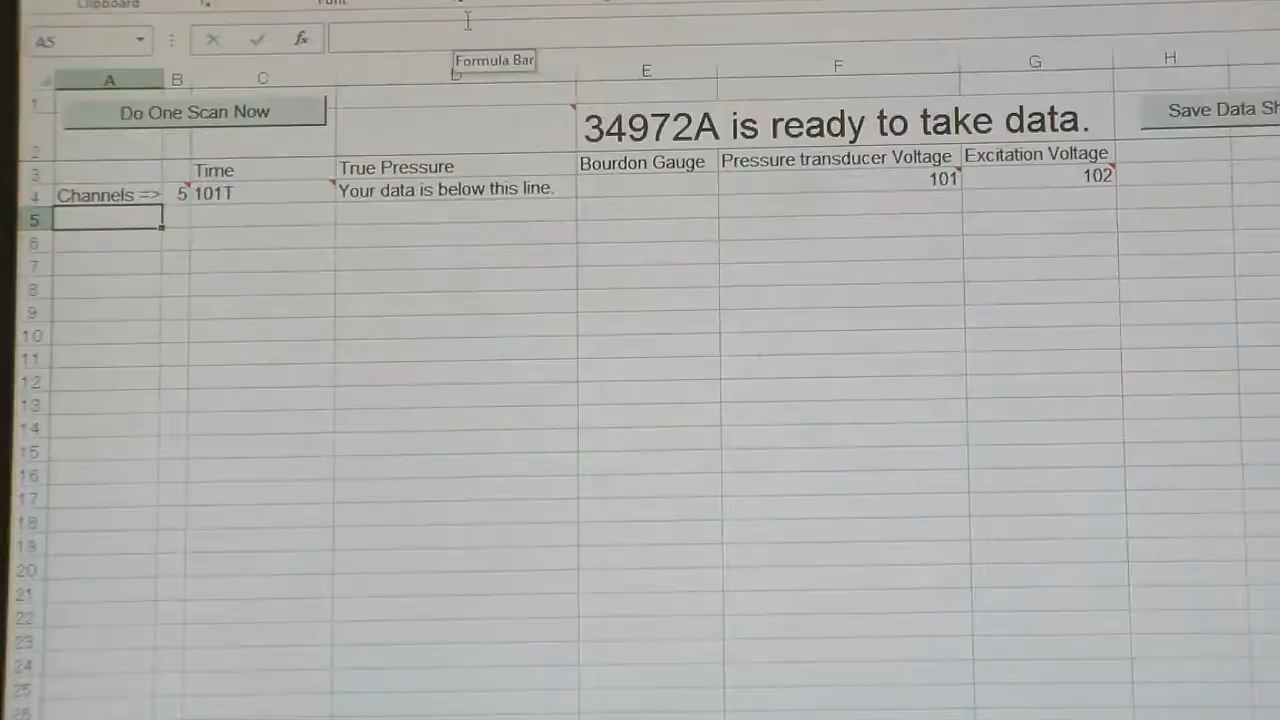 Clipboard
Font
A5
fx
Formula Bar
A B C E F G H
1 Do One Scan Now 34972A is ready to take data. Save Data Sh
2
3 Time True Pressure Bourdon Gauge Pressure transducer Voltage Excitation Voltage
4 Channels => 5 101T Your data is below this line. 101 102
5
6
7
8
9
10
11
12
13
14
15
16
17
18
19
20
21
22
23
24
25
26